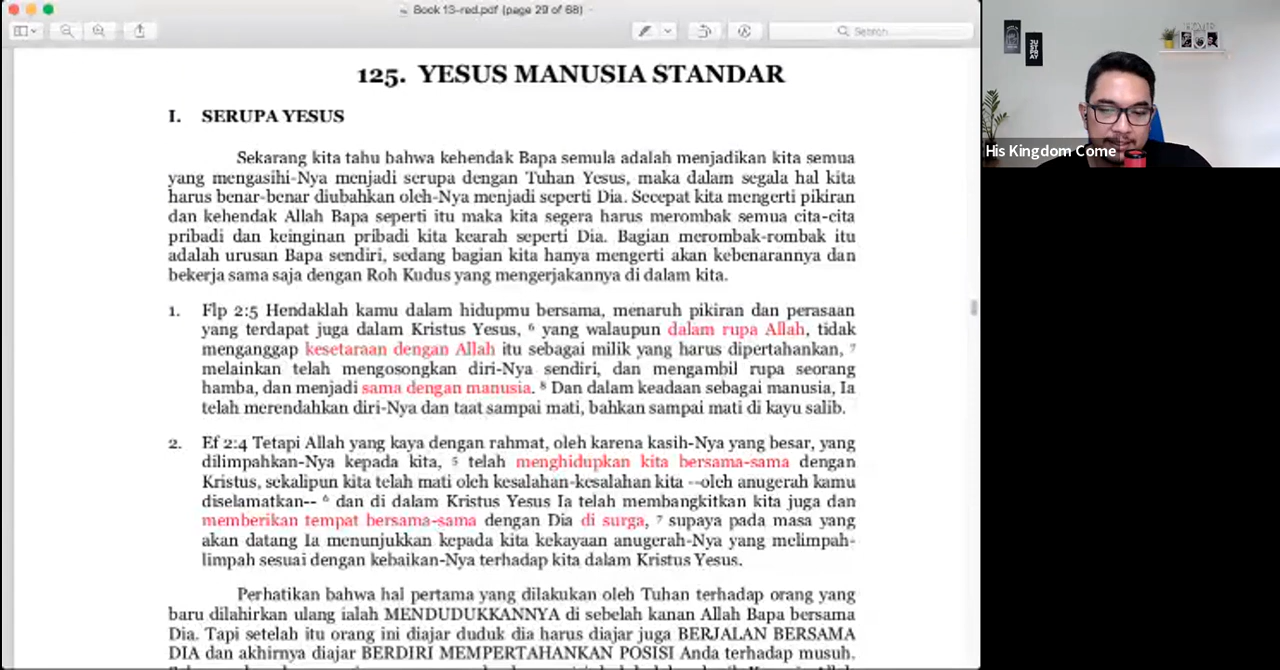 Book 13-red.pdf (page 29 of 68)
Search
125. YESUS MANUSIA STANDAR
I. SERUPA YESUS
Sekarang kita tahu bahwa kehendak Bapa semula adalah menjadikan kita semua
yang mengasihi-Nya menjadi serupa dengan Tuhan Yesus, maka dalam segala hal kita
harus benar-benar diubahkan oleh-Nya menjadi seperti Dia. Secepat kita mengerti pikiran
dan kehendak Allah Bapa seperti itu maka kita segera harus merombak semua cita-cita
pribadi dan keinginan pribadi kita kearah seperti Dia. Bagian merombak-rombak itu
adalah urusan Bapa sendiri, sedang bagian kita hanya mengerti akan kebenarannya dan
bekerja sama saja dengan Roh Kudus yang mengerjakannya di dalam kita.
1. Flp 2:5 Hendaklah kamu dalam hidupmu bersama, menaruh pikiran dan perasaan
yang terdapat juga dalam Kristus Yesus, 6 yang walaupun dalam rupa Allah, tidak
menganggap kesetaraan dengan Allah itu sebagai milik yang harus dipertahankan, 7
melainkan telah mengosongkan diri-Nya sendiri, dan mengambil rupa seorang
hamba, dan menjadi sama dengan manusia. 8 Dan dalam keadaan sebagai manusia, Ia
telah merendahkan diri-Nya dan taat sampai mati, bahkan sampai mati di kayu salib.
2. Ef 2:4 Tetapi Allah yang kaya dengan rahmat, oleh karena kasih-Nya yang besar, yang
dilimpahkan-Nya kepada kita, 5 telah menghidupkan kita bersama-sama dengan
Kristus, sekalipun kita telah mati oleh kesalahan-kesalahan kita --oleh anugerah kamu
diselamatkan-- 6 dan di dalam Kristus Yesus Ia telah membangkitkan kita juga dan
memberikan tempat bersama-sama dengan Dia di surga, 7 supaya pada masa yang
akan datang Ia menunjukkan kepada kita kekayaan anugerah-Nya yang melimpah-
limpah sesuai dengan kebaikan-Nya terhadap kita dalam Kristus Yesus.
Perhatikan bahwa hal pertama yang dilakukan oleh Tuhan terhadap orang yang
baru dilahirkan ulang ialah MENDUDUKKANNYA di sebelah kanan Allah Bapa bersama
Dia. Tapi setelah itu orang ini diajar duduk dia harus diajar juga BERJALAN BERSAMA
DIA dan akhirnya diajar BERDIRI MEMPERTAHANKAN POSISI Anda terhadap musuh.
JUST
PRAY
His Kingdom Come